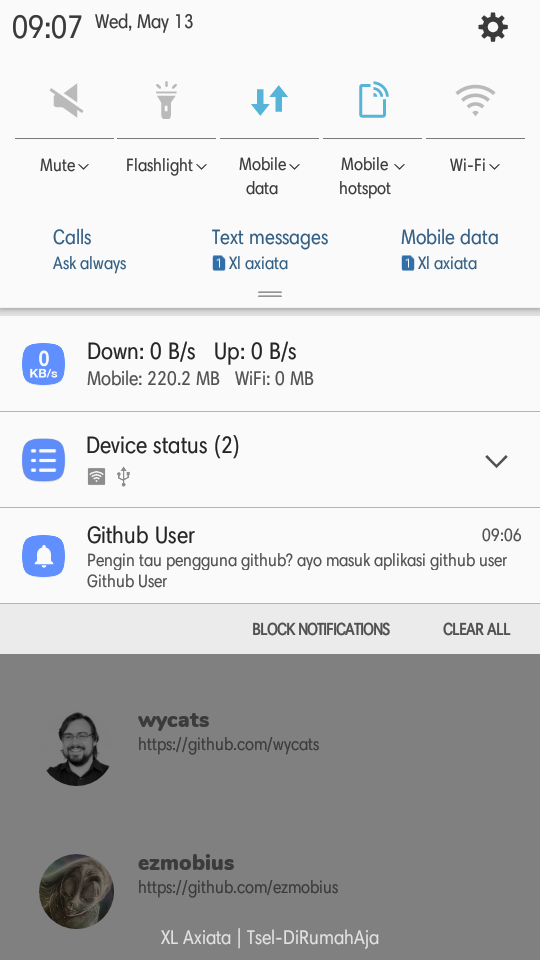 09:07 Wed, May 13
Mute Flashlight Mobile data Mobile hotspot Wi-Fi
Calls Text messages Mobile data
Ask always 1 Xl axiata 1 Xl axiata
0 KB/s
Down: 0 B/s Up: 0 B/s
Mobile: 220.2 MB WiFi: 0 MB
Device status (2)
Github User 09:06
Pengin tau pengguna github? ayo masuk aplikasi github user
Github User
BLOCK NOTIFICATIONS CLEAR ALL
wycats
https://github.com/wycats
ezmobius
https://github.com/ezmobius
XL Axiata | Tsel-DiRumahAja